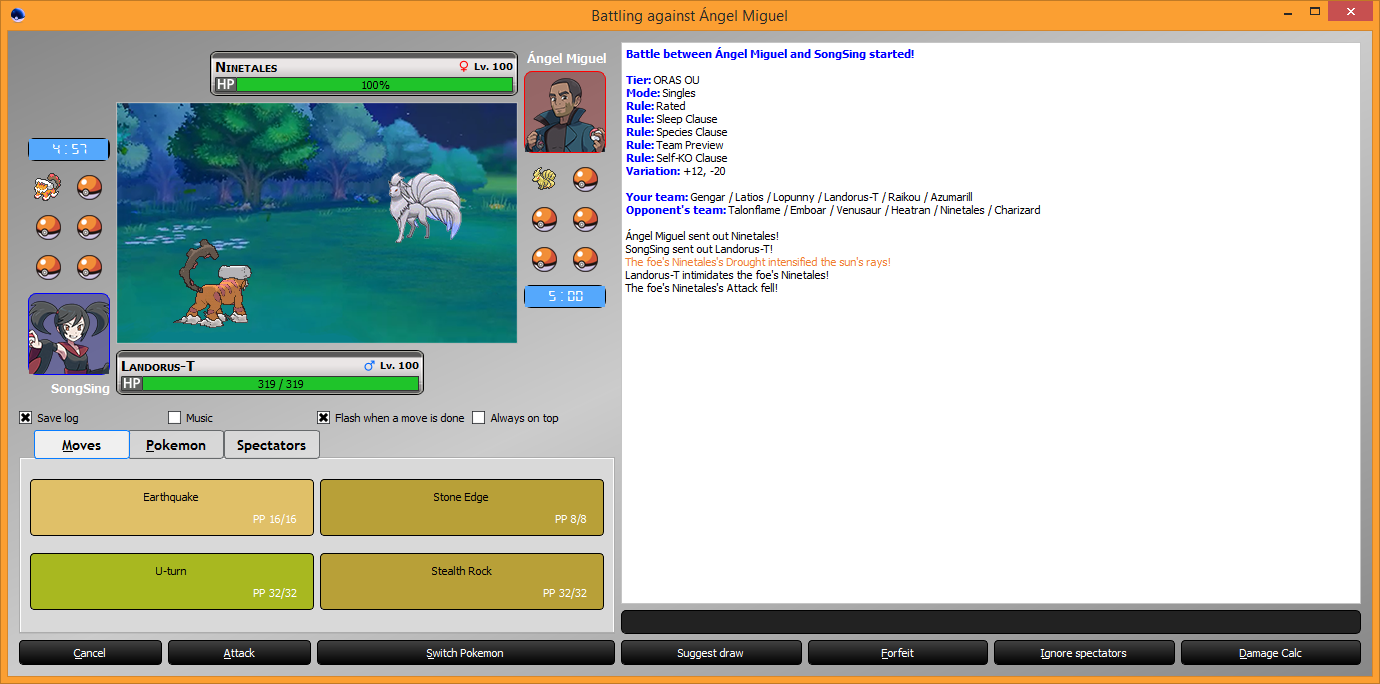 Battling against Ángel Miguel
NINETALES ♀ Lv. 100
HP 100%
Ángel Miguel
4:57
5:00
LANDORUS-T ♂ Lv. 100
HP 319 / 319
SongSing
Save log Music Flash when a move is done Always on top
Moves Pokemon Spectators
Earthquake
PP 16/16
Stone Edge
PP 8/8
U-turn
PP 32/32
Stealth Rock
PP 32/32
Battle between Ángel Miguel and SongSing started!
Tier: ORAS OU
Mode: Singles
Rule: Rated
Rule: Sleep Clause
Rule: Species Clause
Rule: Team Preview
Rule: Self-KO Clause
Variation: +12, -20
Your team: Gengar / Latios / Lopunny / Landorus-T / Raikou / Azumarill
Opponent's team: Talonflame / Emboar / Venusaur / Heatran / Ninetales / Charizard
Ángel Miguel sent out Ninetales!
SongSing sent out Landorus-T!
The foe's Ninetales's Drought intensified the sun's rays!
Landorus-T intimidates the foe's Ninetales!
The foe's Ninetales's Attack fell!
Cancel Attack Switch Pokemon Suggest draw Forfeit Ignore spectators Damage Calc